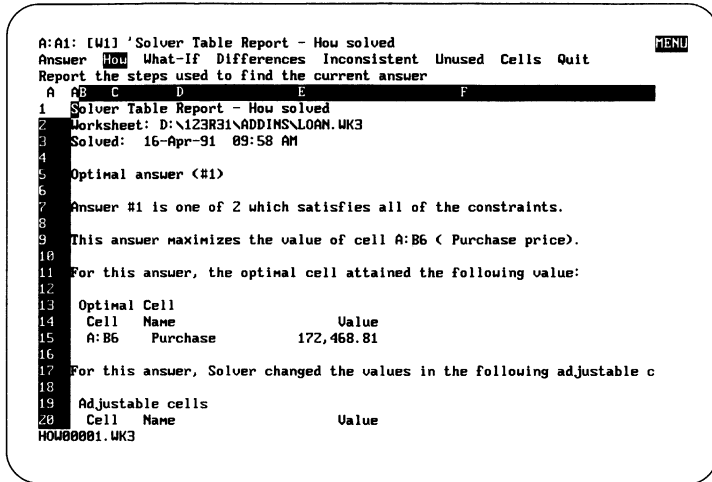 A:A1: [W1] 'Solver Table Report - How solved MENU
Answer How What-If Differences Inconsistent Unused Cells Quit
Report the steps used to find the current answer
A AB C D E F
1 Solver Table Report - How solved
2 Worksheet: D:\123R31\ADDINS\LOAN.WK3
3 Solved: 16-Apr-91 09:58 AM
4
5 Optimal answer (#1)
6
7 Answer #1 is one of 2 which satisfies all of the constraints.
8
9 This answer maximizes the value of cell A:B6 ( Purchase price).
10
11 For this answer, the optimal cell attained the following value:
12
13 Optimal Cell
14 Cell Name Value
15 A:B6 Purchase 172,468.81
16
17 For this answer, Solver changed the values in the following adjustable c
18
19 Adjustable cells
20 Cell Name Value
HOW00001.WK3